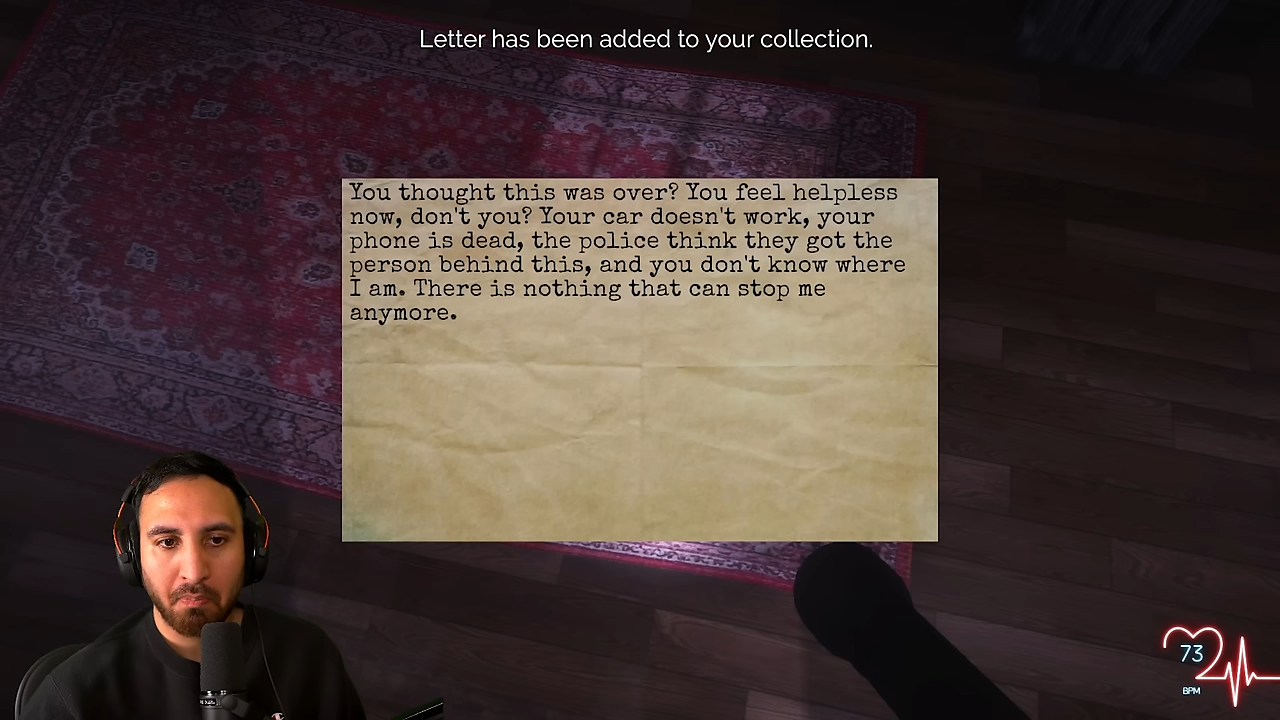 Letter has been added to your collection.
You thought this was over? You feel helpless
now, don't you? Your car doesn't work, your
phone is dead, the police think they got the
person behind this, and you don't know where
I am. There is nothing that can stop me
anymore.
73
BPM